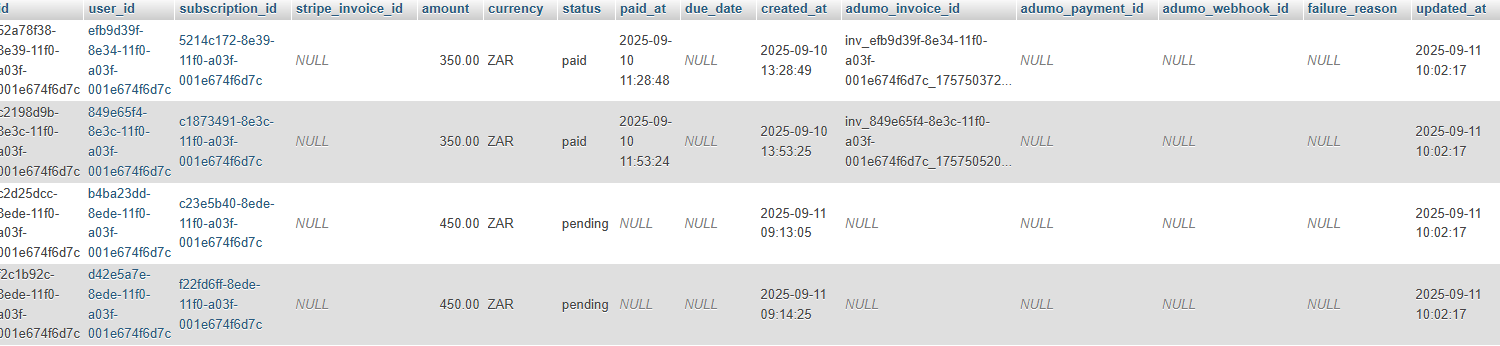 id user_id subscription_id stripe_invoice_id amount currency status paid_at due_date created_at adumo_invoice_id adumo_payment_id adumo_webhook_id failure_reason updated_at
52a78f38-8e39-11f0-a03f-001e674f6d7c efb9d39f-8e34-11f0-a03f-001e674f6d7c 5214c172-8e39-11f0-a03f-001e674f6d7c NULL 350.00 ZAR paid 2025-09-10 11:28:48 NULL 2025-09-10 13:28:49 inv_efb9d39f-8e34-11f0-a03f-001e674f6d7c_175750372... NULL NULL NULL 2025-09-11 10:02:17
c2198d9b-8e3c-11f0-a03f-001e674f6d7c 849e65f4-8e3c-11f0-a03f-001e674f6d7c c1873491-8e3c-11f0-a03f-001e674f6d7c NULL 350.00 ZAR paid 2025-09-10 11:53:24 NULL 2025-09-10 13:53:25 inv_849e65f4-8e3c-11f0-a03f-001e674f6d7c_175750520... NULL NULL NULL 2025-09-11 10:02:17
c2d25dcc-8ede-11f0-a03f-001e674f6d7c b4ba23dd-8ede-11f0-a03f-001e674f6d7c c23e5b40-8ede-11f0-a03f-001e674f6d7c NULL 450.00 ZAR pending NULL NULL 2025-09-11 09:13:05 NULL NULL NULL NULL 2025-09-11 10:02:17
f2c1b92c-8ede-11f0-a03f-001e674f6d7c d42e5a7e-8ede-11f0-a03f-001e674f6d7c f22fd6ff-8ede-11f0-a03f-001e674f6d7c NULL 450.00 ZAR pending NULL NULL 2025-09-11 09:14:25 NULL NULL NULL NULL 2025-09-11 10:02:17